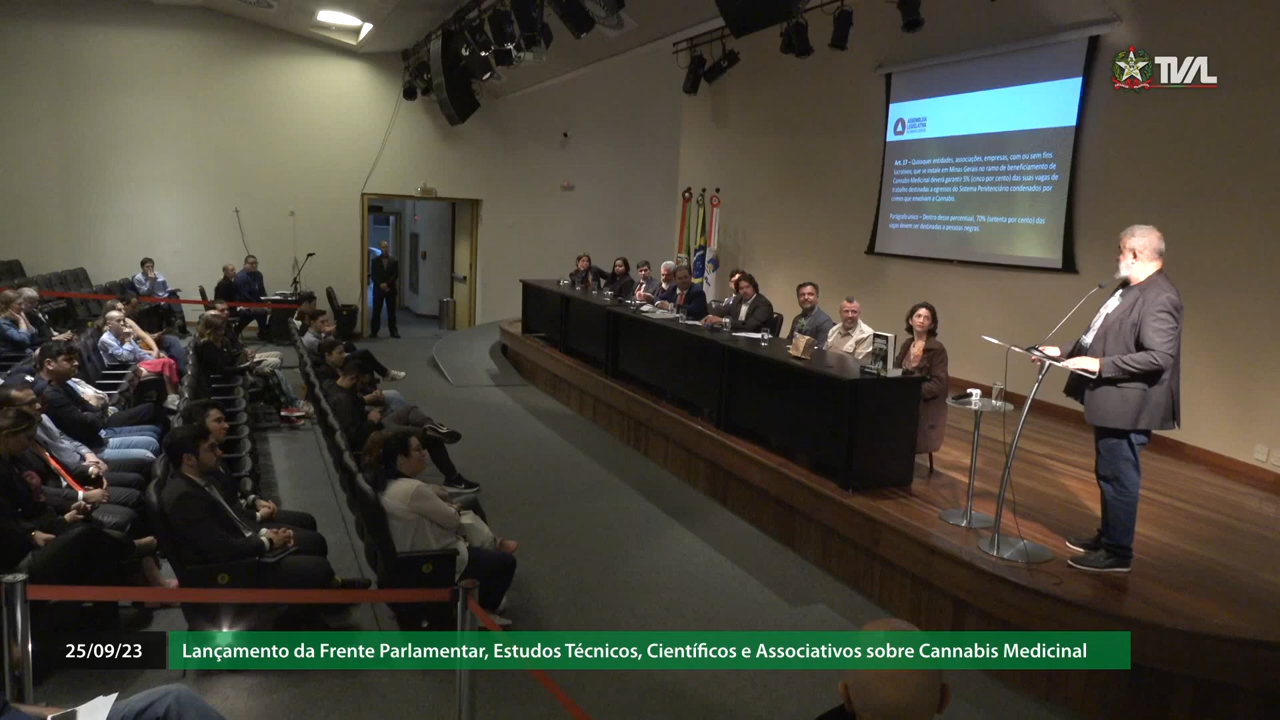 TVAL
ASSEMBLEIA
LEGISLATIVA
Art. 17 – Quaisquer entidades, associações, empresas, com ou sem fins
lucrativos, que se instale em Minas Gerais no ramo de beneficiamento de
Cannabis Medicinal deverá garantir 5% (cinco por cento) das suas vagas de
trabalho destinadas a egressos do Sistema Penitenciário condenados por
crimes que envolvam a Cannabis.
Parágrafo único – Dentro desse percentual, 70% (setenta por cento) das
vagas devem ser destinadas a pessoas negras.
25/09/23
Lançamento da Frente Parlamentar, Estudos Técnicos, Científicos e Associativos sobre Cannabis Medicinal